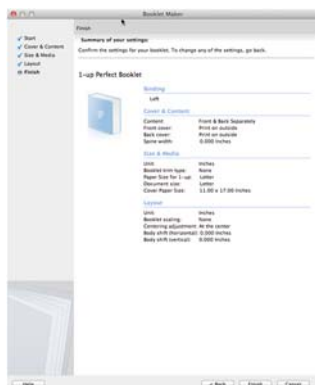 Booklet Maker
Finish
Start
Cover & Content
Size & Media
Layout
Finish
Summary of your settings:
Confirm the settings for your booklet. To change any of the settings, go back.
1-up Perfect Booklet
Binding
Left
Cover & Content
Content: Front & Back Separately
Front cover: Print on outside
Back cover: Print on outside
Spine width: 0.000 inches
Size & Media
Unit: inches
Booklet trim type: None
Paper Size for 1-up: Letter
Document size: Letter
Cover Paper Size: 11.00 x 17.00 inches
Layout
Unit: inches
Booklet scaling: None
Centering adjustment: At the center
Body shift (horizontal): 0.000 inches
Body shift (vertical): 0.000 inches
Help
< Back
Finish
Cancel